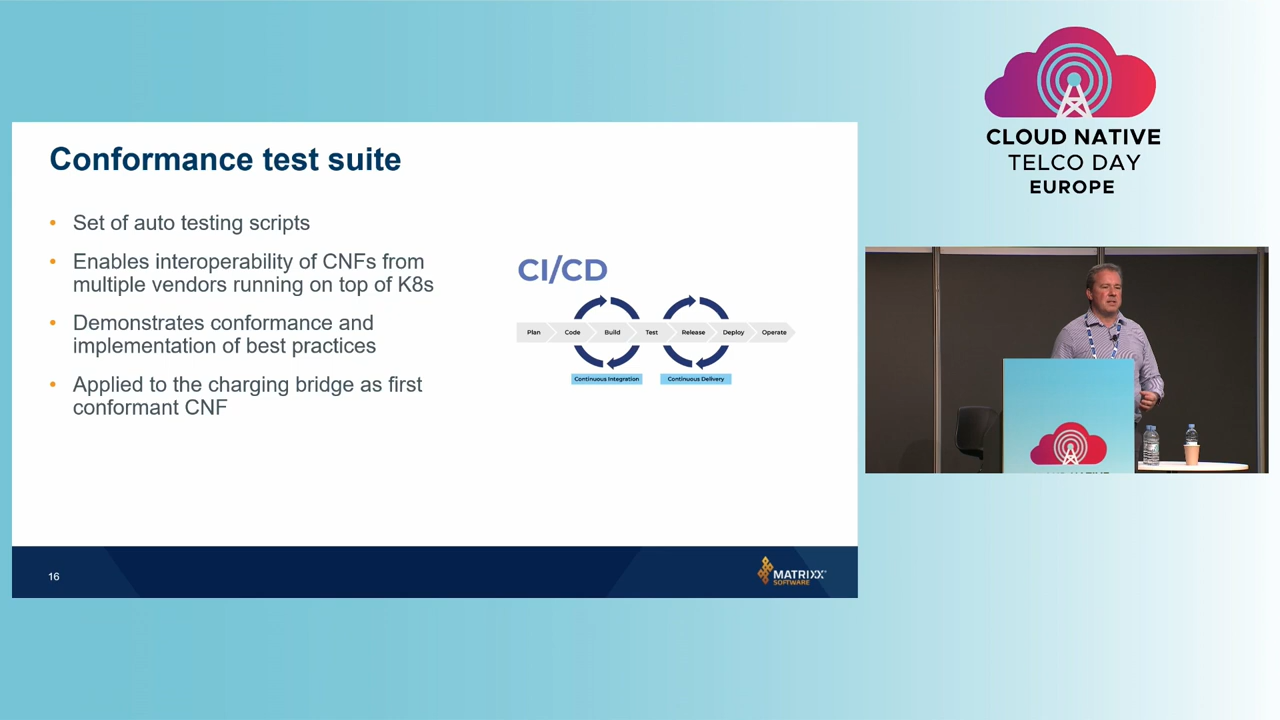 Conformance test suite
• Set of auto testing scripts
• Enables interoperability of CNFs from
multiple vendors running on top of K8s
• Demonstrates conformance and
implementation of best practices
• Applied to the charging bridge as first
conformant CNF
CI/CD
Plan Code Build Test Release Deploy Operate
Continuous Integration Continuous Delivery
16
MATRIXX
SOFTWARE
CLOUD NATIVE
TELCO DAY
EUROPE